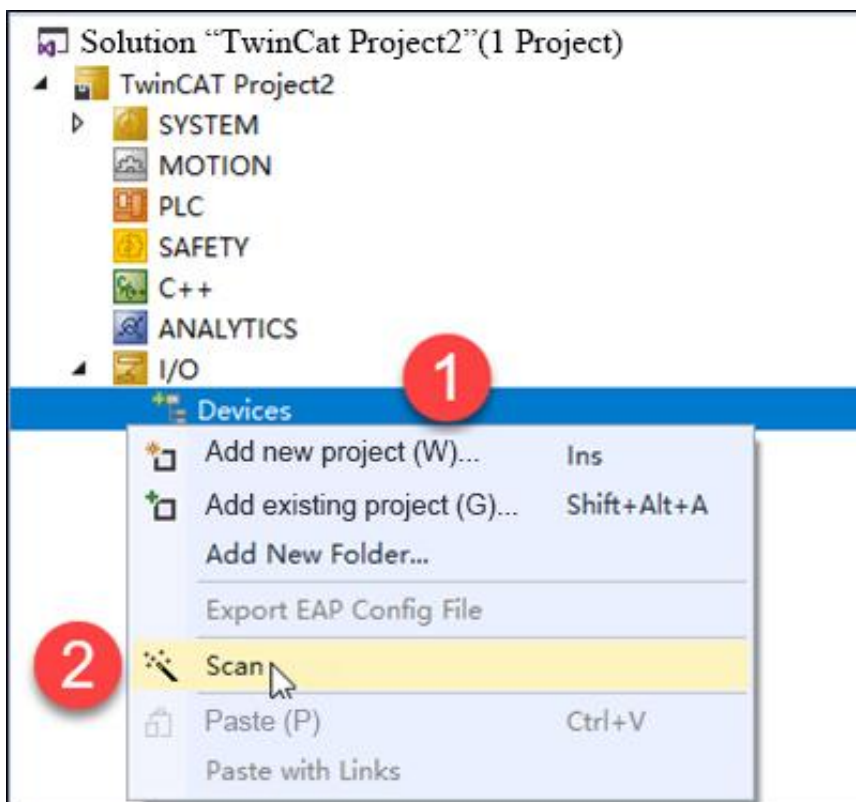 Solution “TwinCat Project2”(1 Project)
TwinCAT Project2
SYSTEM
MOTION
PLC
SAFETY
C++
ANALYTICS
I/O
1
Devices
Add new project (W)... Ins
Add existing project (G)... Shift+Alt+A
Add New Folder...
Export EAP Config File
2 Scan
Paste (P) Ctrl+V
Paste with Links